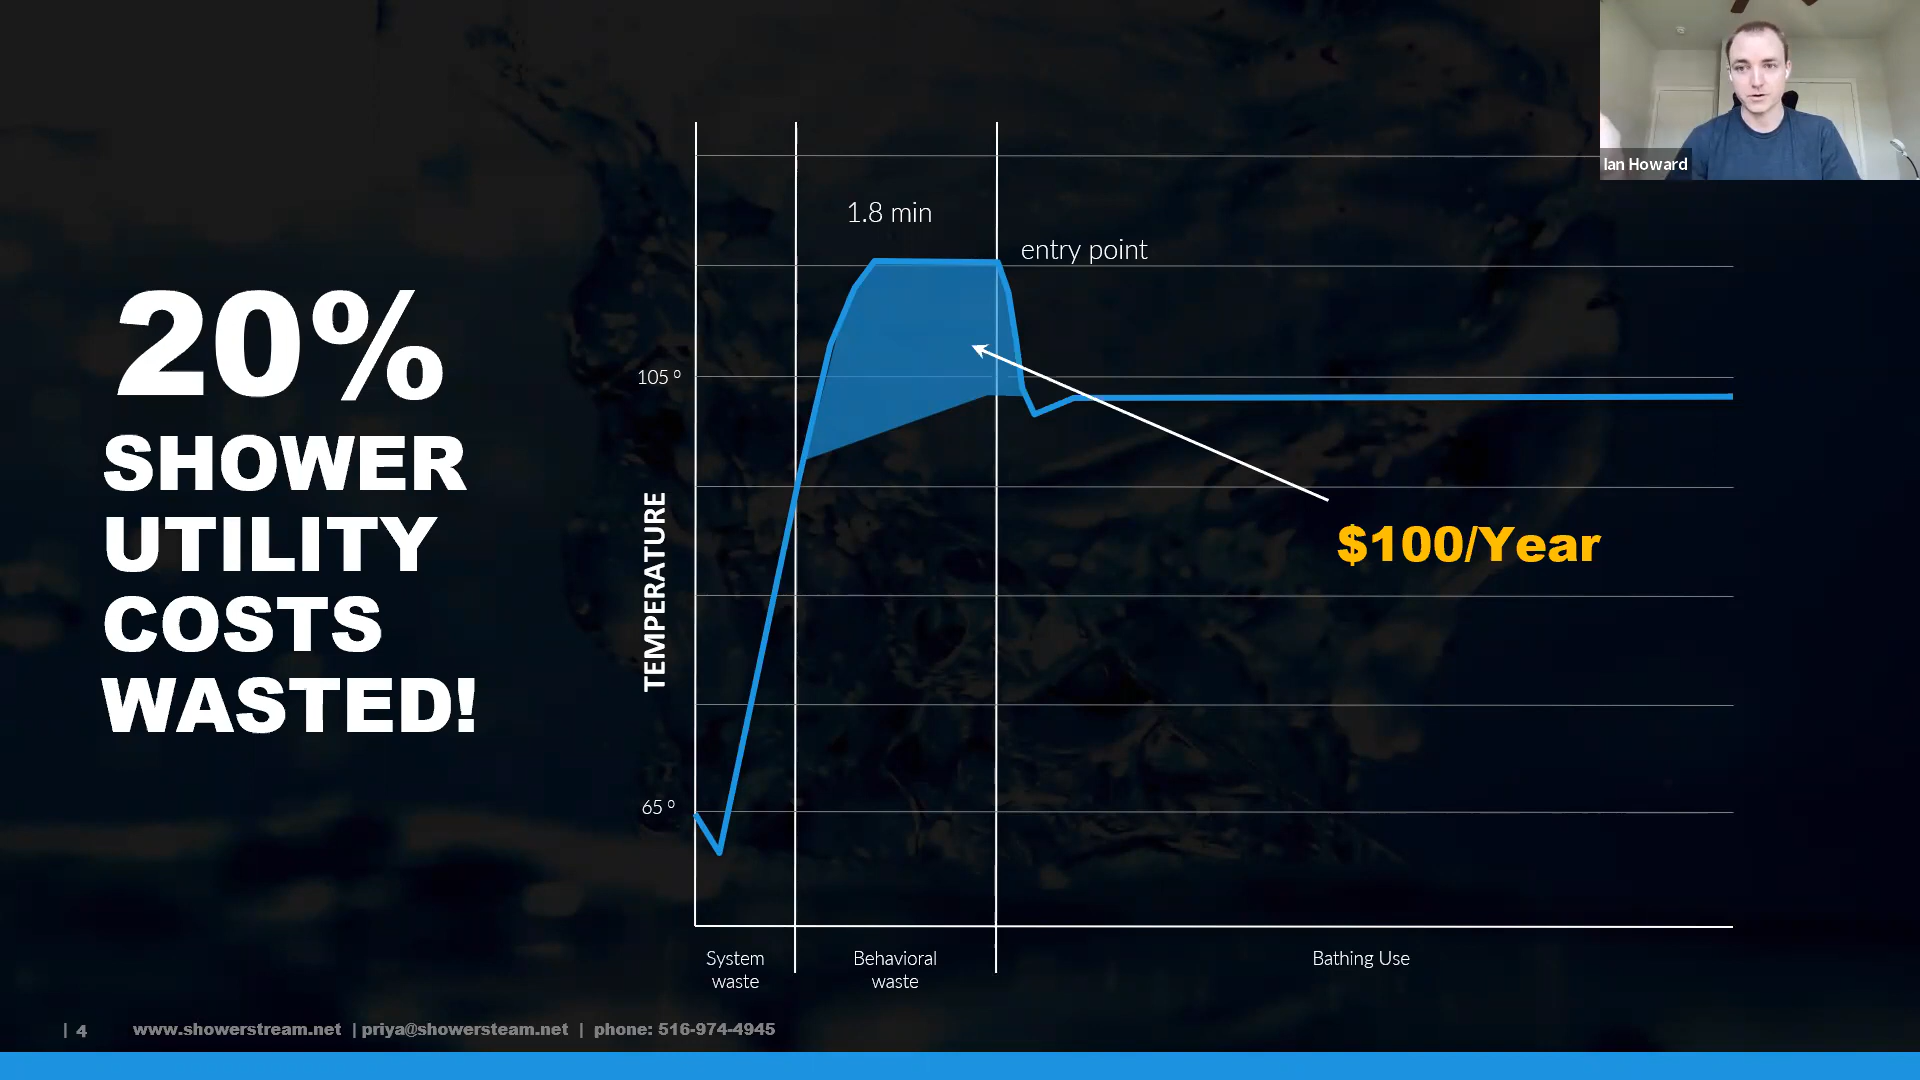 20%
SHOWER
UTILITY
COSTS
WASTED!
1.8 min
entry point
105 º
TEMPERATURE
65 º
$100/Year
System
waste
Behavioral
waste
Bathing Use
| 4 www.showerstream.net | priya@showersteam.net | phone: 516-974-4945
Ian Howard